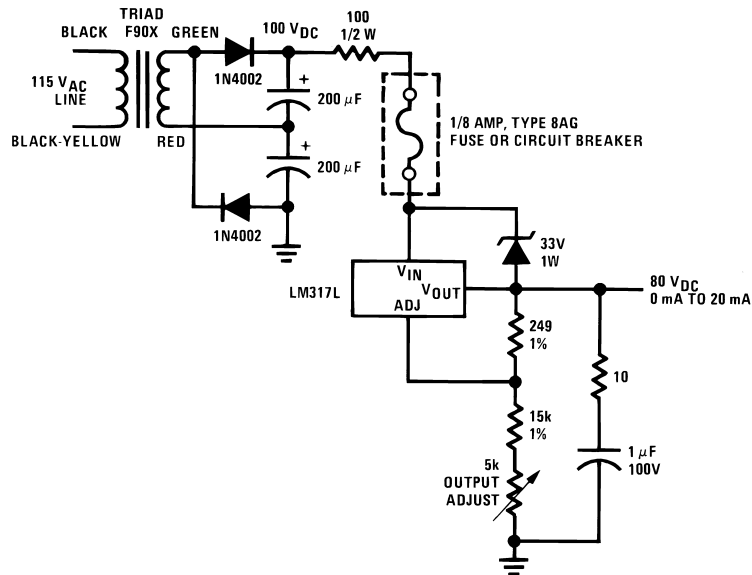 TRIAD
F90X
BLACK
GREEN
100 VDC
100
1/2 W
1N4002
115 VAC
LINE
+
200 µF
BLACK-YELLOW
RED
+
200 µF
1N4002
1/8 AMP, TYPE 8AG
FUSE OR CIRCUIT BREAKER
33V
1W
LM317L
VIN
VOUT
ADJ
80 VDC
0 mA TO 20 mA
249
1%
10
15k
1%
5k
OUTPUT
ADJUST
1 µF
100V